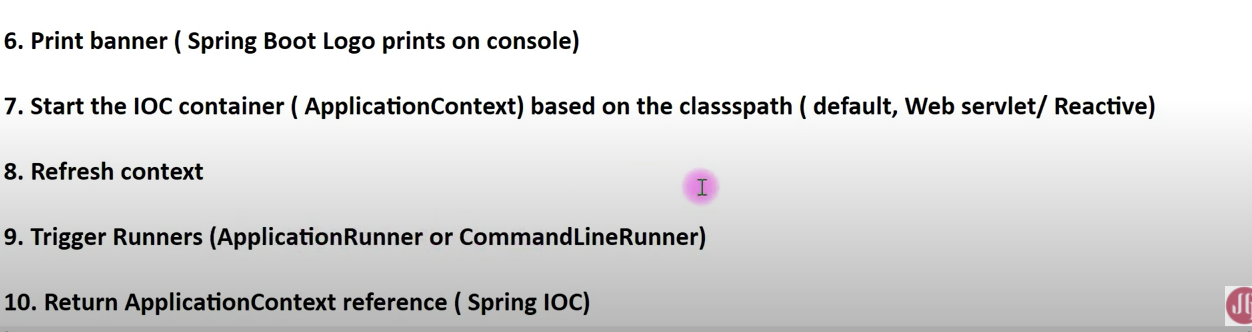 6. Print banner ( Spring Boot Logo prints on console)
7. Start the IOC container ( ApplicationContext) based on the classspath ( default, Web servlet/ Reactive)
8. Refresh context
9. Trigger Runners (ApplicationRunner or CommandLineRunner)
10. Return ApplicationContext reference ( Spring IOC)